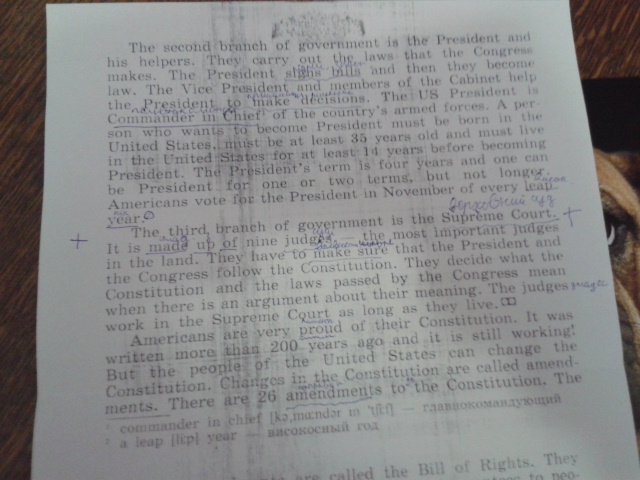 The second branch of government is the President and
his helpers. They carry out the laws that the Congress
makes. The President signs bills and then they become
law. The Vice President and members of the Cabinet help
the President to make decisions. The US President is
Commander in Chief¹ of the country's armed forces. A per-
son who wants to become President must be born in the
United States, must be at least 35 years old and must live
in the United States for at least 14 years before becoming
President. The President's term is four years and one can
be President for one or two terms, but not longer.
Americans vote for the President in November of every leap
year.
Верховный суд
The third branch of government is the Supreme Court.
It is made up of nine judges — the most important judges
in the land. They have to make sure that the President and
the Congress follow the Constitution. They decide what the
Constitution and the laws passed by the Congress mean
when there is an argument about their meaning. The judges
work in the Supreme Court as long as they live.
Americans are very proud of their Constitution. It was
written more than 200 years ago and it is still working!
But the people of the United States can change the
Constitution. Changes in the Constitution are called amend-
ments. There are 26 amendments to the Constitution. The
¹ commander in chief [kə͵mɑ:ndər ɪn ˈtʃi:f] — главнокомандующий
² a leap [li:p] year — високосный год
are called the Bill of Rights. They